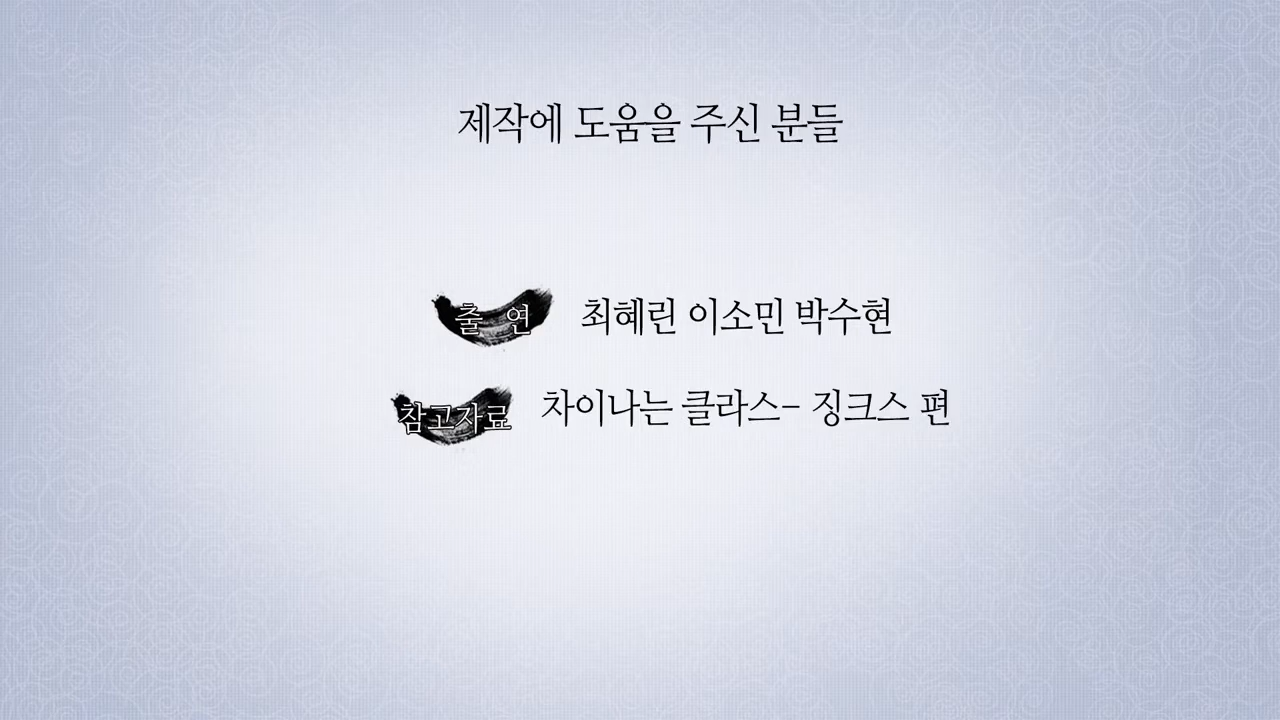 제작에 도움을 주신 분들
출 연 최혜린 이소민 박수현
참고자료 차이나는 클라스- 징크스 편